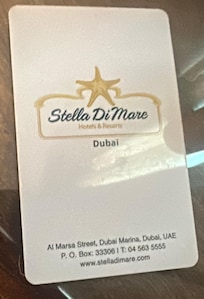 Stella Di Mare
Hotels & Resorts
Dubai
Al Marsa Street, Dubai Marina, Dubai, UAE
P. O. Box: 33306 I T: 04 563 5555
www.stelladimare.com